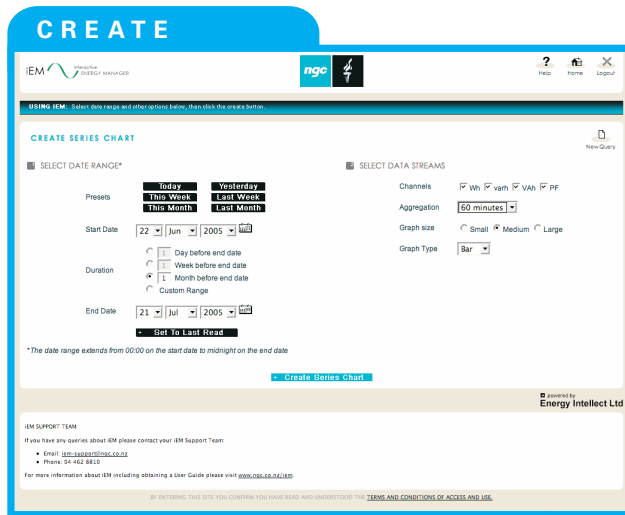 CREATE
iEM interactive ENERGY MANAGER
ngc
Help Home Logout
USING IEM: Select date range and other options below, then click the create button.
CREATE SERIES CHART
New Query
SELECT DATE RANGE*
Presets
Today Yesterday
This Week Last Week
This Month Last Month
Start Date 22 Jun 2005
Duration
1 Day before end date
1 Week before end date
1 Month before end date
Custom Range
End Date 21 Jul 2005
Set To Last Read
*The date range extends from 00:00 on the start date to midnight on the end date
SELECT DATA STREAMS
Channels Wh varh VAh PF
Aggregation 60 minutes
Graph size Small Medium Large
Graph Type Bar
Create Series Chart
powered by
Energy Intellect Ltd
iEM SUPPORT TEAM
If you have any queries about iEM please contact your iEM Support Team:
Email: iem-support@ngc.co.nz
Phone: 04 462 8810
For more information about iEM including obtaining a User Guide please visit www.ngc.co.nz/iem.
BY ENTERING THIS SITE YOU CONFIRM YOU HAVE READ AND UNDERSTOOD THE TERMS AND CONDITIONS OF ACCESS AND USE.